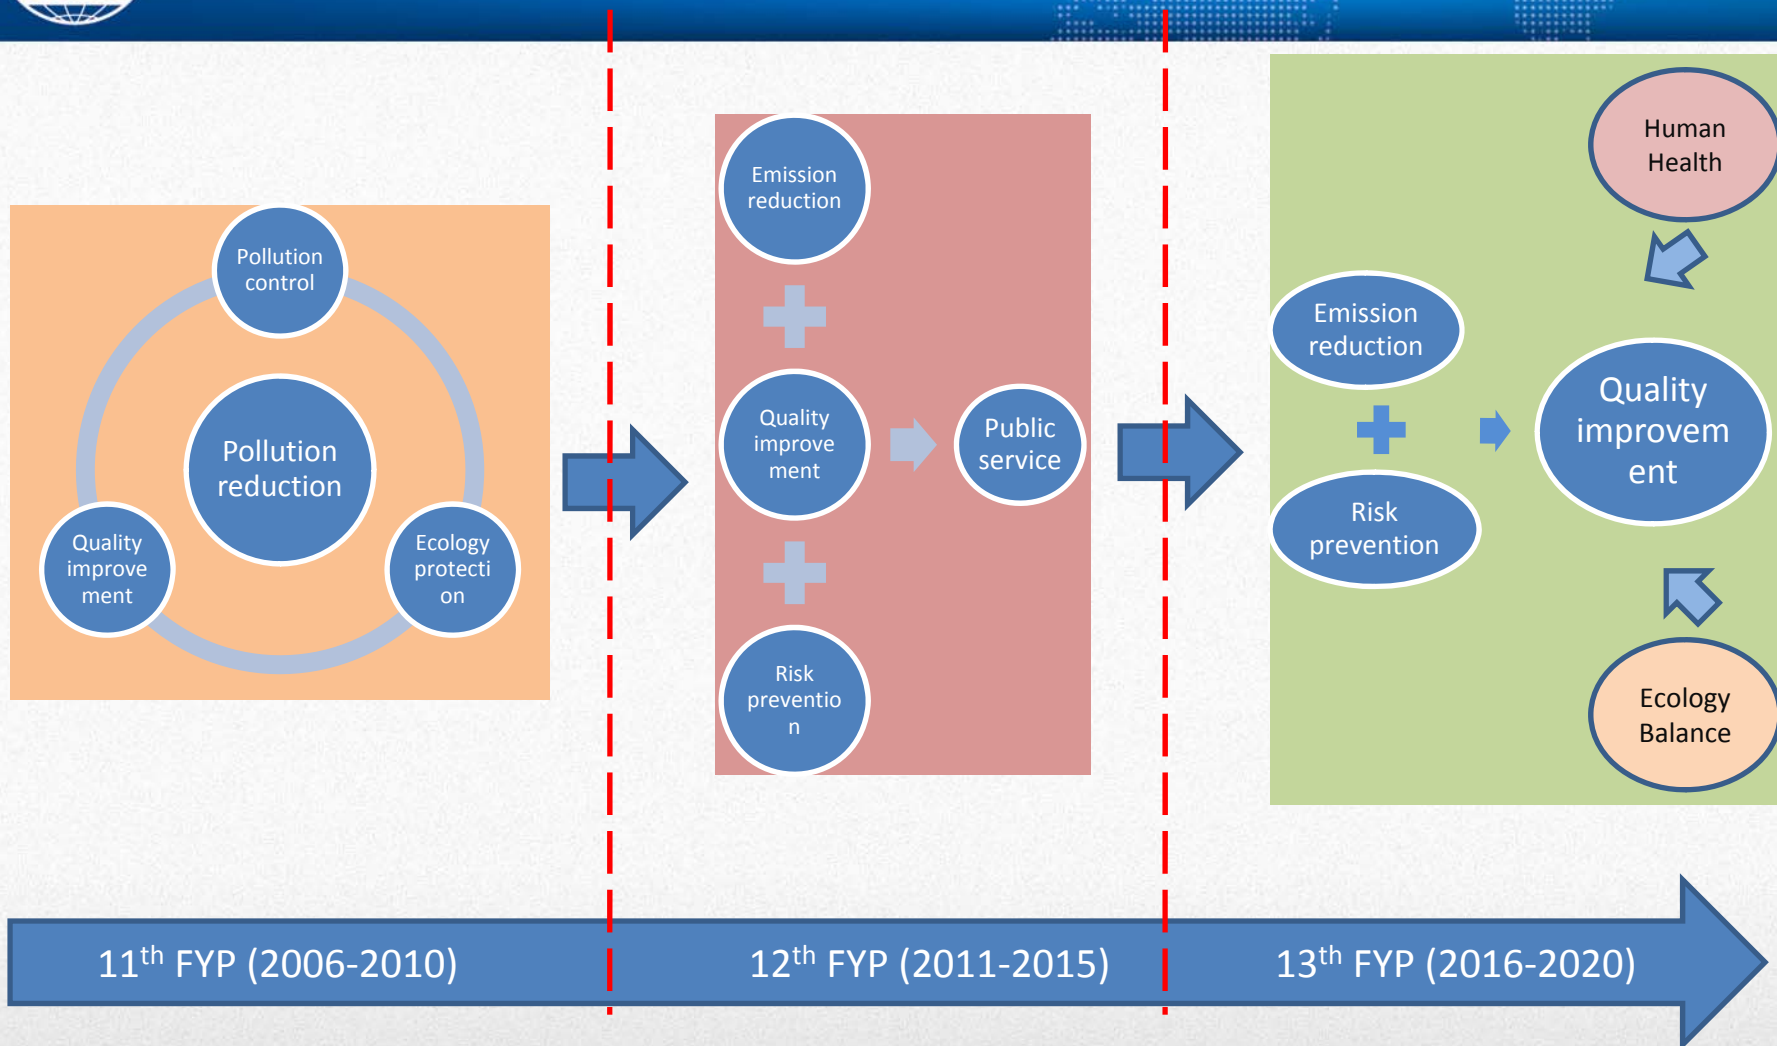 Pollution
control
Pollution
reduction
Quality
improve
ment
Ecology
protecti
on
Emission
reduction
Quality
improve
ment
Public
service
Risk
preventio
n
Human
Health
Emission
reduction
Quality
improvem
ent
Risk
prevention
Ecology
Balance
11th FYP (2006-2010)
12th FYP (2011-2015)
13th FYP (2016-2020)